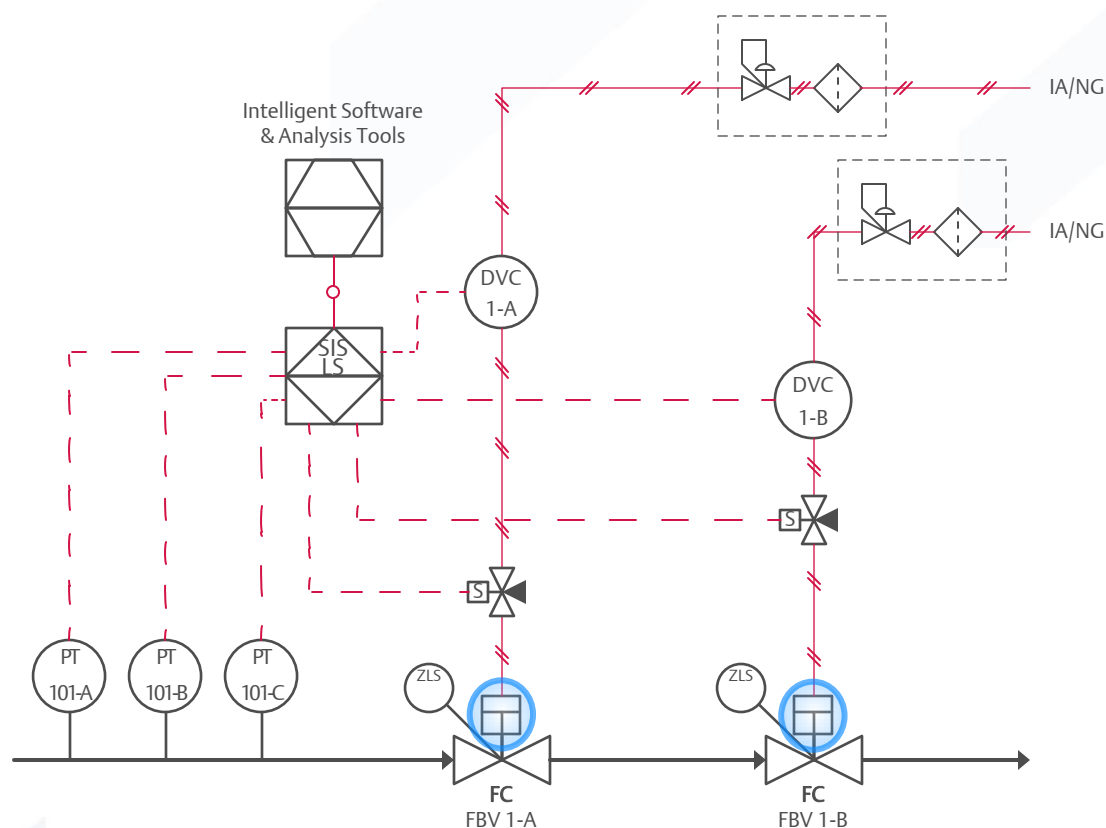 IA/NG
Intelligent Software
& Analysis Tools
IA/NG
DVC
1-A
SIS
LS
DVC
1-B
S
S
PT
101-A
PT
101-B
PT
101-C
ZLS
ZLS
FC
FBV 1-A
FC
FBV 1-B